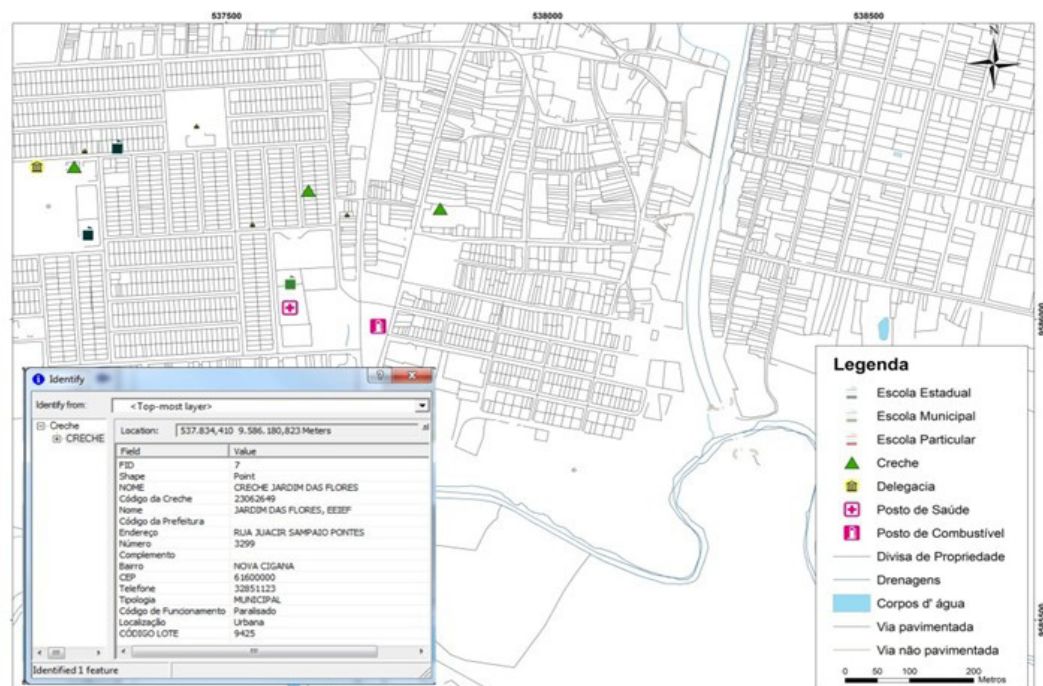 537500
538000
538500
N
9586000
9585500
Identify
Identify from:
<Top-most layer>
Creche
CRECHE
Location:
537.834,410 9.586.180,823 Meters
Field Value
FID 7
Shape Point
NOME CRECHE JARDIM DAS FLORES
Código da Creche 23062649
Nome JARDIM DAS FLORES, EEIEF
Código da Prefeitura
Endereço RUA JUACIR SAMPAIO PONTES
Número 3299
Complemento
Bairro NOVA CIGANA
CEP 61600000
Telefone 32851123
Tipologia MUNICIPAL
Código de Funcionamento Paralisado
Localização Urbana
CÓDIGO LOTE 9425
Identified 1 feature
Legenda
Escola Estadual
Escola Municipal
Escola Particular
Creche
Delegacia
Posto de Saúde
Posto de Combustível
Divisa de Propriedade
Drenagens
Corpos d' água
Via pavimentada
Via não pavimentada
0 50 100 200
Metros